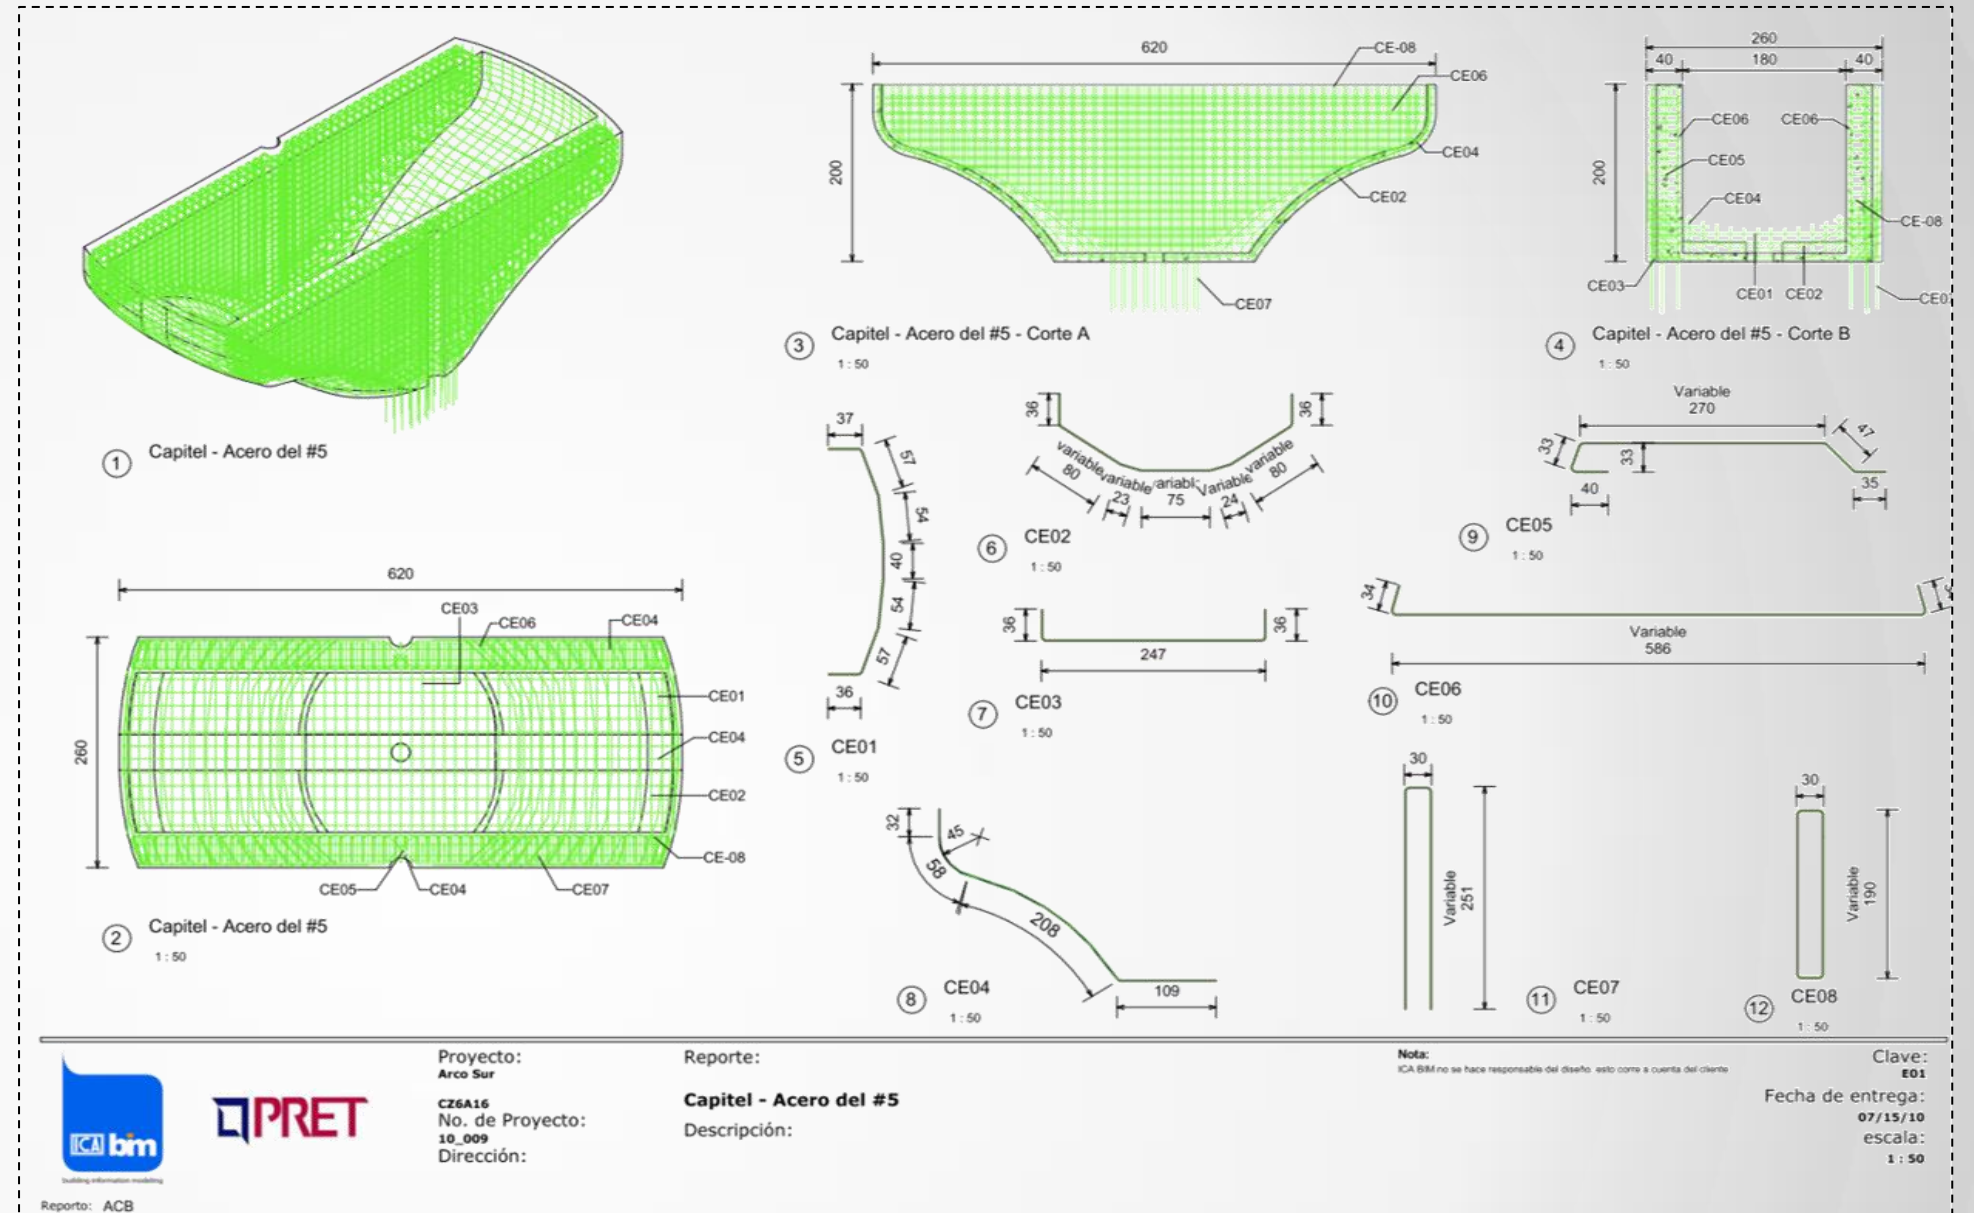 1
Capitel - Acero del #5
620
CE03
CE06
CE04
260
CE01
CE04
CE02
CE-08
CE05
CE04
CE07
2
Capitel - Acero del #5
1 : 50
620
CE-08
CE06
200
CE04
CE02
CE07
3
Capitel - Acero del #5 - Corte A
1 : 50
260
40 180 40
200
CE06 CE06
CE05
CE04
CE-08
CE03
CE01 CE02
4
Capitel - Acero del #5 - Corte B
1 : 50
37
57
54
40
54
57
36
5
CE01
1 : 50
36 36
variable variable variable
80 23 75 24 80
6
CE02
1 : 50
36 36
247
7
CE03
1 : 50
32
45
58
208
109
8
CE04
1 : 50
Variable
270
33 33 47
40 35
9
CE05
1 : 50
34
Variable
586
10
CE06
1 : 50
30
Variable
251
11
CE07
1 : 50
30
Variable
190
12
CE08
1 : 50
ICA bim
building information modeling
PRET
Proyecto:
Arco Sur
CZ6A16
No. de Proyecto:
10_009
Dirección:
Reporte:
Capitel - Acero del #5
Descripción:
Nota:
ICA BIM no se hace responsable del diseño esto corre a cuenta del cliente
Clave:
E01
Fecha de entrega:
07/15/10
escala:
1 : 50
Reporto: ACB